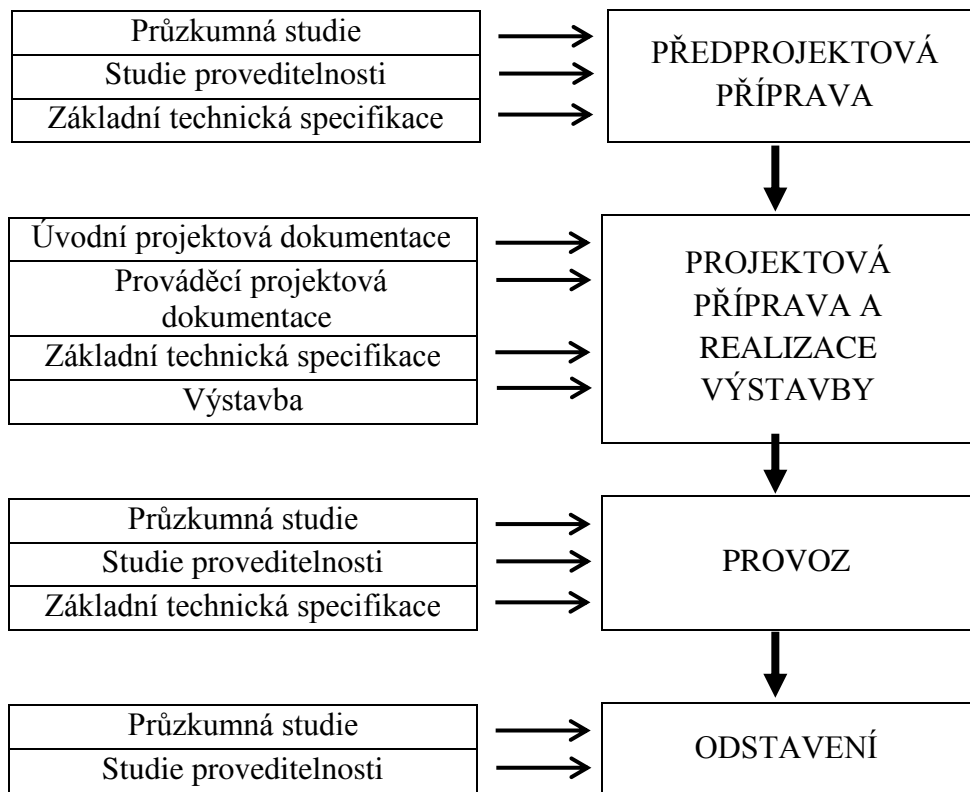 Průzkumná studie
Studie proveditelnosti
Základní technická specifikace
PŘEDPROJEKTOVÁ
PŘÍPRAVA
Úvodní projektová dokumentace
Prováděcí projektová
dokumentace
Základní technická specifikace
Výstavba
PROJEKTOVÁ
PŘÍPRAVA A
REALIZACE
VÝSTAVBY
Průzkumná studie
Studie proveditelnosti
Základní technická specifikace
PROVOZ
Průzkumná studie
Studie proveditelnosti
ODSTAVENÍ